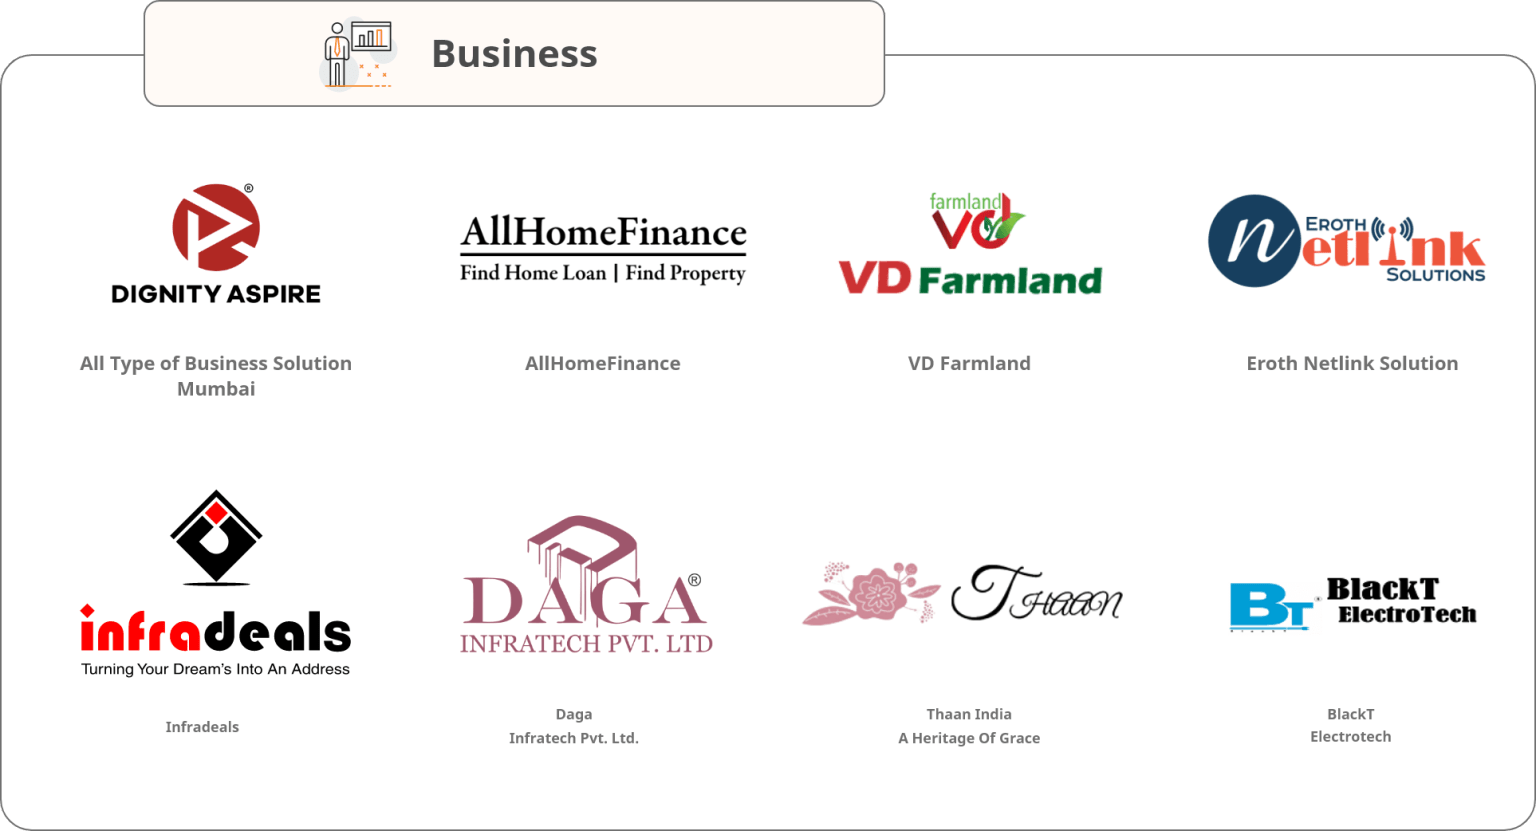 Business
®
DIGNITY ASPIRE
All Type of Business Solution
Mumbai
AllHomeFinance
Find Home Loan | Find Property
AllHomeFinance
farmland
vd
VD Farmland
VD Farmland
n
EROTH
etlink
SOLUTIONS
Eroth Netlink Solution
infradeals
Turning Your Dream's Into An Address
Infradeals
DAGA®
INFRATECH PVT. LTD
Daga
Infratech Pvt. Ltd.
THAAN
Thaan India
A Heritage Of Grace
BT
BlackT
ElectroTech
BlackT
Electrotech